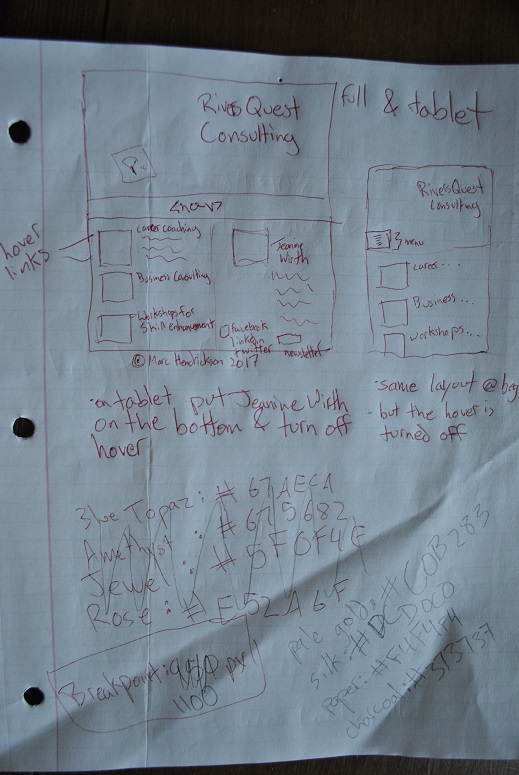 RiversQuest
Consulting
full & tablet
<nav>
hover
links
career coaching
Business Consulting
Workshops for
Skill enhancement
Jeanine
Wirth
Facebook
linkedin
twitter
newsletter
© Marc Hendrickson 2017
RiversQuest
Consulting
menu
career ...
Business ...
workshops ...
· on tablet put Jeanine Wirth
on the bottom & turn off
hover
· same layout @ beg
- but the hover is
turned off
Blue Topaz: # 67AECA
Amethyst : # 675682
Jewel : # 5F6F4E
Rose : # E52A6F
pale gold: # C0B283
silk: # DCD0C0
paper: # F4F4F4
charcoal: # 373737
Breakpoint: px
1100